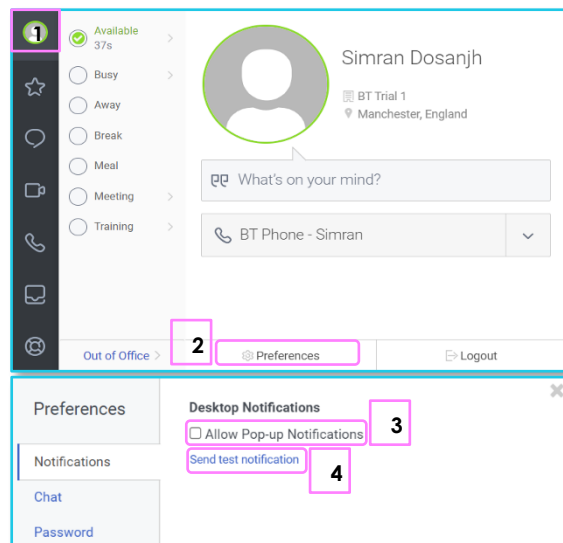 1
Available
37s
Busy
Away
Break
Meal
Meeting
Training
Simran Dosanjh
BT Trial 1
Manchester, England
What's on your mind?
BT Phone - Simran
Out of Office
2
Preferences
Logout
Preferences
Notifications
Chat
Password
Desktop Notifications
Allow Pop-up Notifications
3
Send test notification
4